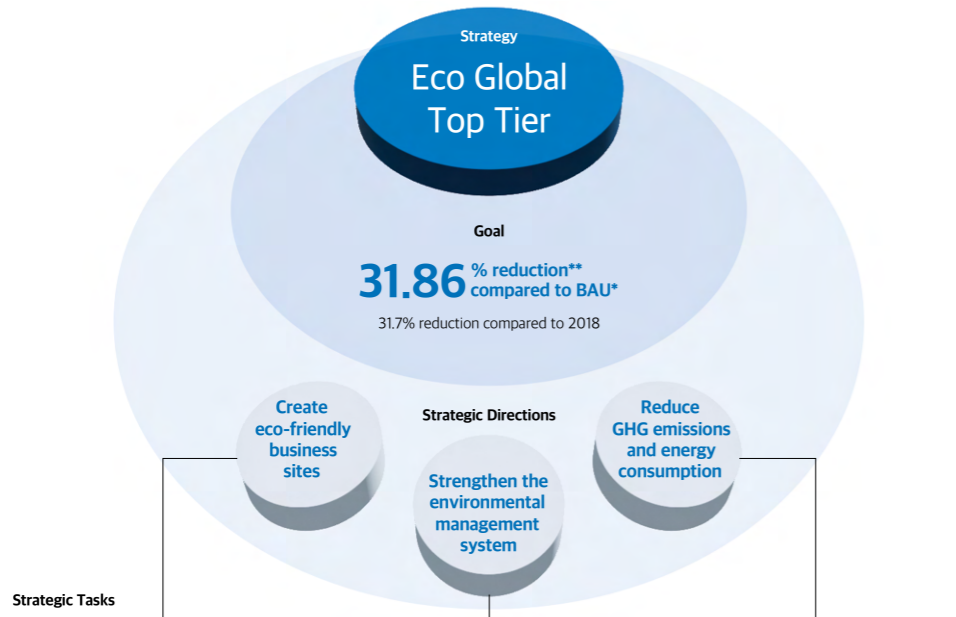 Strategy
Eco Global
Top Tier
Goal
31.86 % reduction**
compared to BAU*
31.7% reduction compared to 2018
Strategic Directions
Create
eco-friendly
business
sites
Strengthen the
environmental
management
system
Reduce
GHG emissions
and energy
consumption
Strategic Tasks